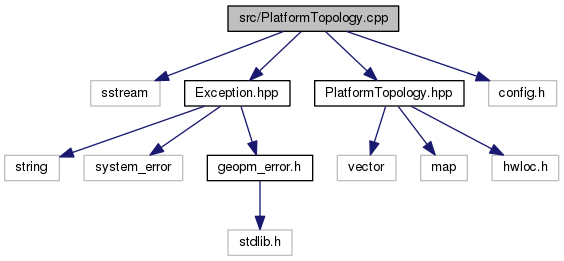 src/PlatformTopology.cpp
sstream
Exception.hpp
PlatformTopology.hpp
config.h
string
system_error
geopm_error.h
vector
map
hwloc.h
stdlib.h